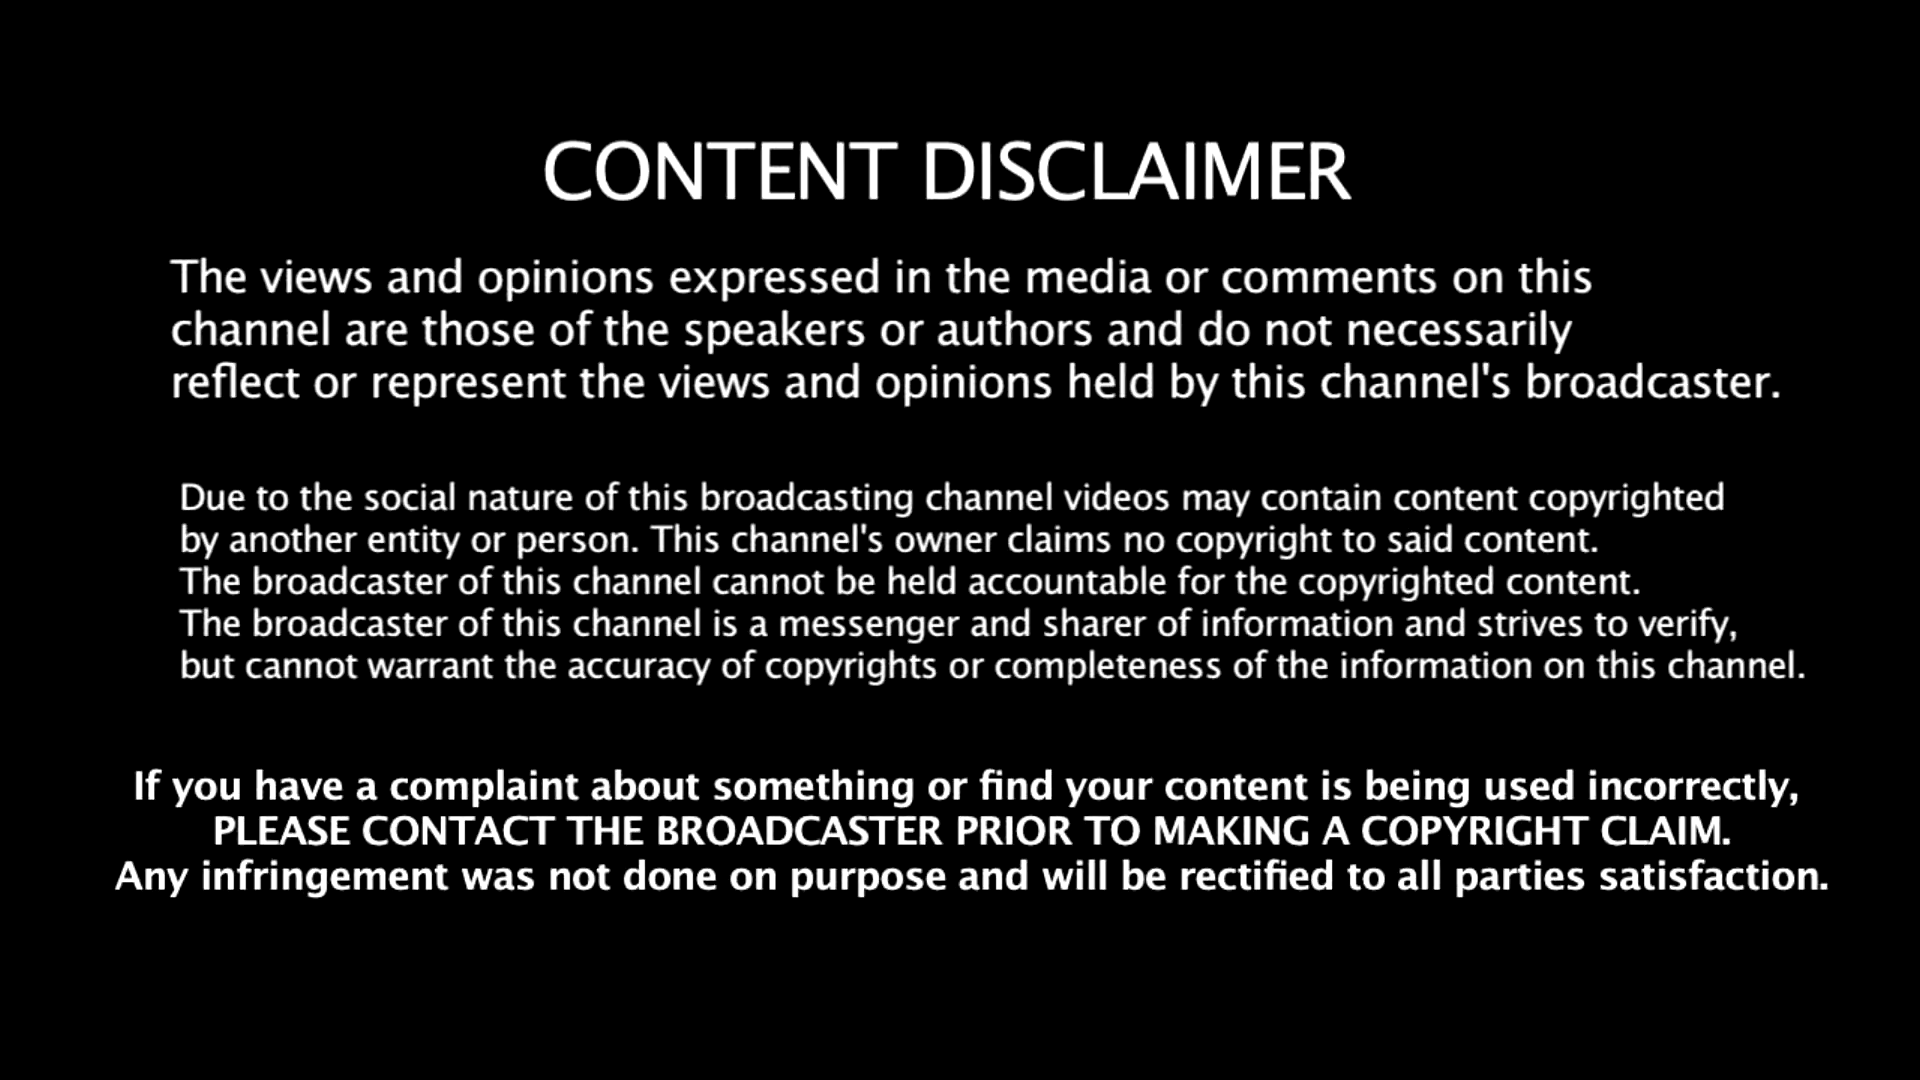 CONTENT DISCLAIMER
The views and opinions expressed in the media or comments on this
channel are those of the speakers or authors and do not necessarily
reflect or represent the views and opinions held by this channel's broadcaster.
Due to the social nature of this broadcasting channel videos may contain content copyrighted
by another entity or person. This channel's owner claims no copyright to said content.
The broadcaster of this channel cannot be held accountable for the copyrighted content.
The broadcaster of this channel is a messenger and sharer of information and strives to verify,
but cannot warrant the accuracy of copyrights or completeness of the information on this channel.
If you have a complaint about something or find your content is being used incorrectly,
PLEASE CONTACT THE BROADCASTER PRIOR TO MAKING A COPYRIGHT CLAIM.
Any infringement was not done on purpose and will be rectified to all parties satisfaction.